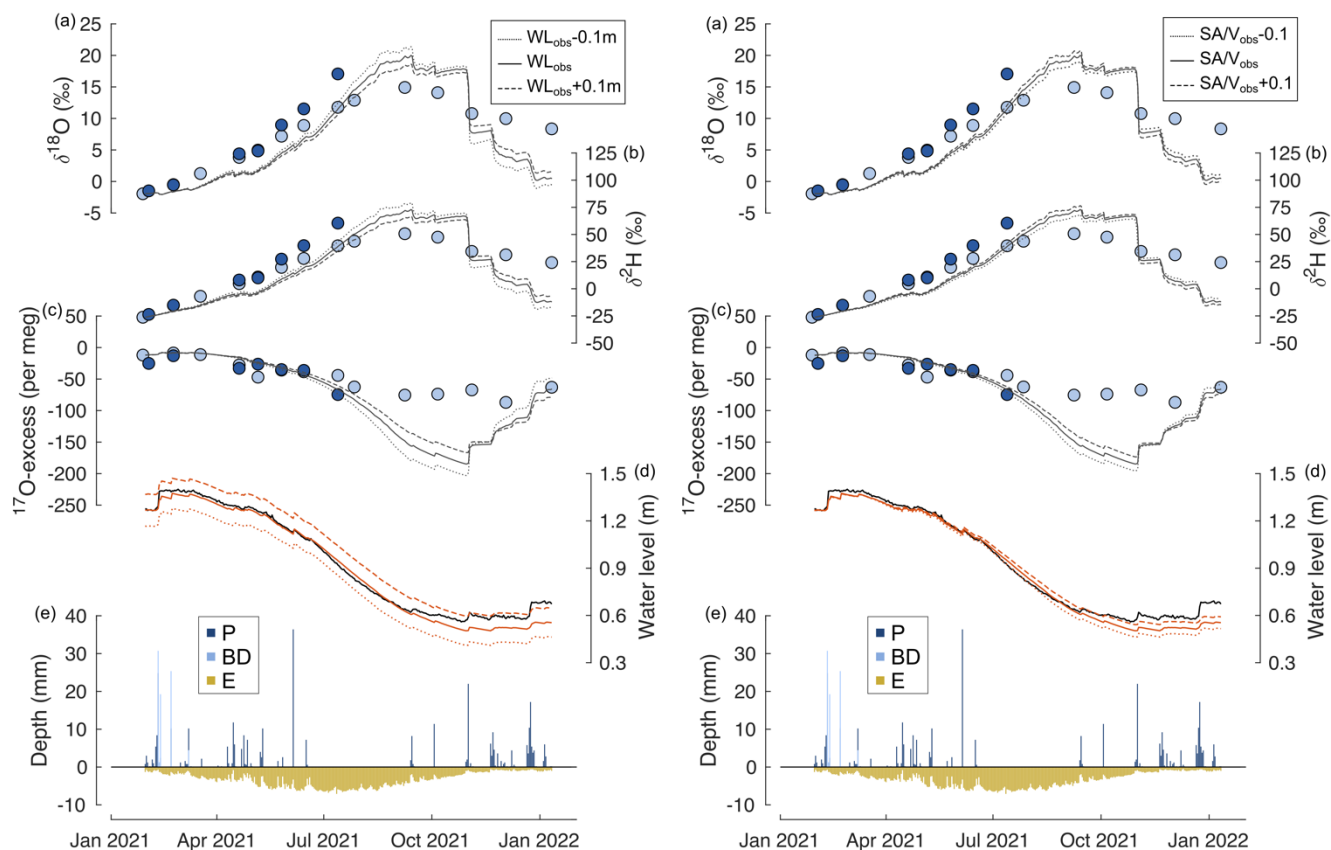 (a)
25
20
15
10
5
0
-5
δ18O (‰)
WLobs-0.1m
WLobs
WLobs+0.1m
(b)
125
100
75
50
25
0
-25
-50
δ2H (‰)
(c)
50
0
-50
-100
-150
-200
-250
17O-excess (per meg)
(d)
1.5
1.2
0.9
0.6
0.3
Water level (m)
(e)
40
30
20
10
0
-10
Depth (mm)
P
BD
E
Jan 2021 Apr 2021 Jul 2021 Oct 2021 Jan 2022
(a)
25
20
15
10
5
0
-5
δ18O (‰)
SA/Vobs-0.1
SA/Vobs
SA/Vobs+0.1
(b)
125
100
75
50
25
0
-25
-50
δ2H (‰)
(c)
50
0
-50
-100
-150
-200
-250
17O-excess (per meg)
(d)
1.5
1.2
0.9
0.6
0.3
Water level (m)
(e)
40
30
20
10
0
-10
Depth (mm)
P
BD
E
Jan 2021 Apr 2021 Jul 2021 Oct 2021 Jan 2022